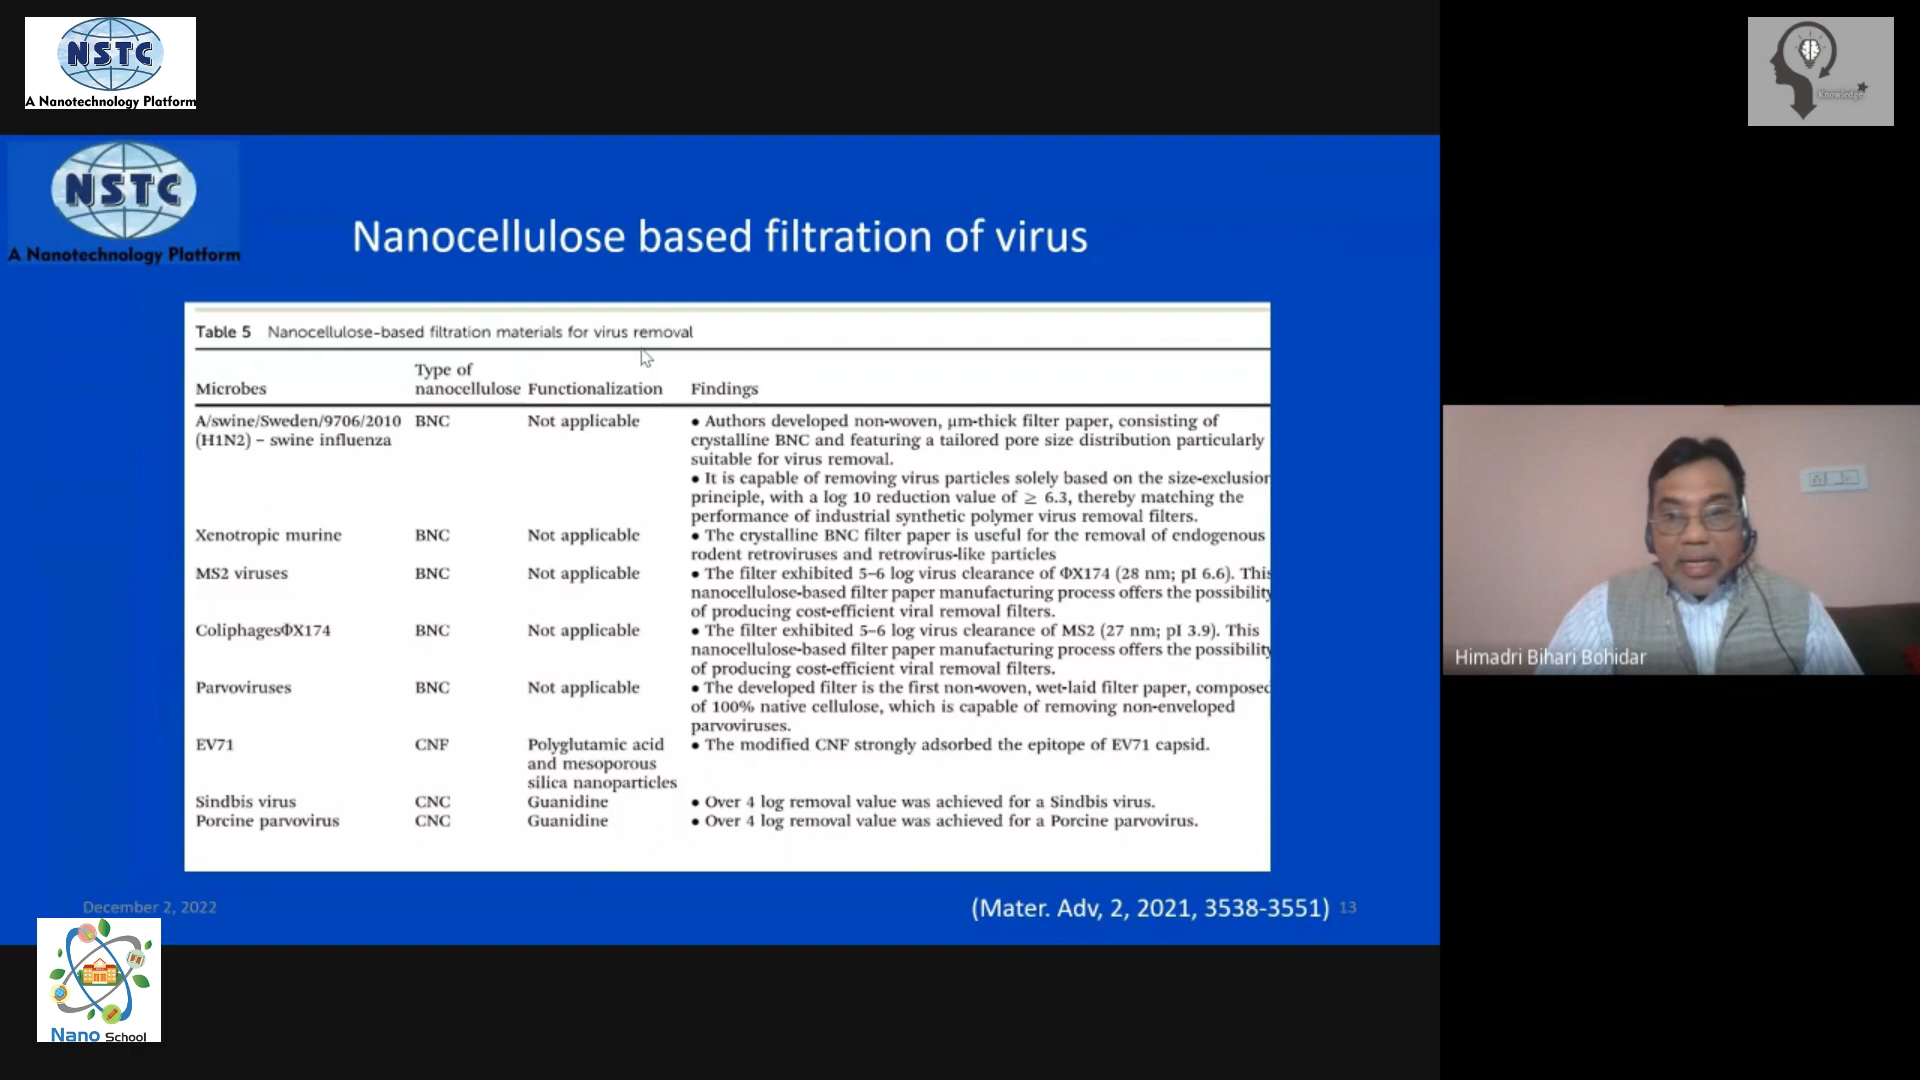 NSTC
A Nanotechnology Platform
Knowledge
NSTC
A Nanotechnology Platform
Nanocellulose based filtration of virus
Table 5 Nanocellulose-based filtration materials for virus removal
Microbes Type of nanocellulose Functionalization Findings
A/swine/Sweden/9706/2010 BNC Not applicable • Authors developed non-woven, μm-thick filter paper, consisting of
(H1N2) – swine influenza crystalline BNC and featuring a tailored pore size distribution particularly
suitable for virus removal.
• It is capable of removing virus particles solely based on the size-exclusion
principle, with a log 10 reduction value of ≥ 6.3, thereby matching the
performance of industrial synthetic polymer virus removal filters.
Xenotropic murine BNC Not applicable • The crystalline BNC filter paper is useful for the removal of endogenous
rodent retroviruses and retrovirus-like particles
MS2 viruses BNC Not applicable • The filter exhibited 5–6 log virus clearance of ΦX174 (28 nm; pI 6.6). This
nanocellulose-based filter paper manufacturing process offers the possibility
of producing cost-efficient viral removal filters.
ColiphagesΦX174 BNC Not applicable • The filter exhibited 5–6 log virus clearance of MS2 (27 nm; pI 3.9). This
nanocellulose-based filter paper manufacturing process offers the possibility
of producing cost-efficient viral removal filters.
Parvoviruses BNC Not applicable • The developed filter is the first non-woven, wet-laid filter paper, composed
of 100% native cellulose, which is capable of removing non-enveloped
parvoviruses.
EV71 CNF Polyglutamic acid • The modified CNF strongly adsorbed the epitope of EV71 capsid.
and mesoporous
silica nanoparticles
Sindbis virus CNC Guanidine • Over 4 log removal value was achieved for a Sindbis virus.
Porcine parvovirus CNC Guanidine • Over 4 log removal value was achieved for a Porcine parvovirus.
December 2, 2022
(Mater. Adv, 2, 2021, 3538-3551) 13
Himadri Bihari Bohidar
Nano School